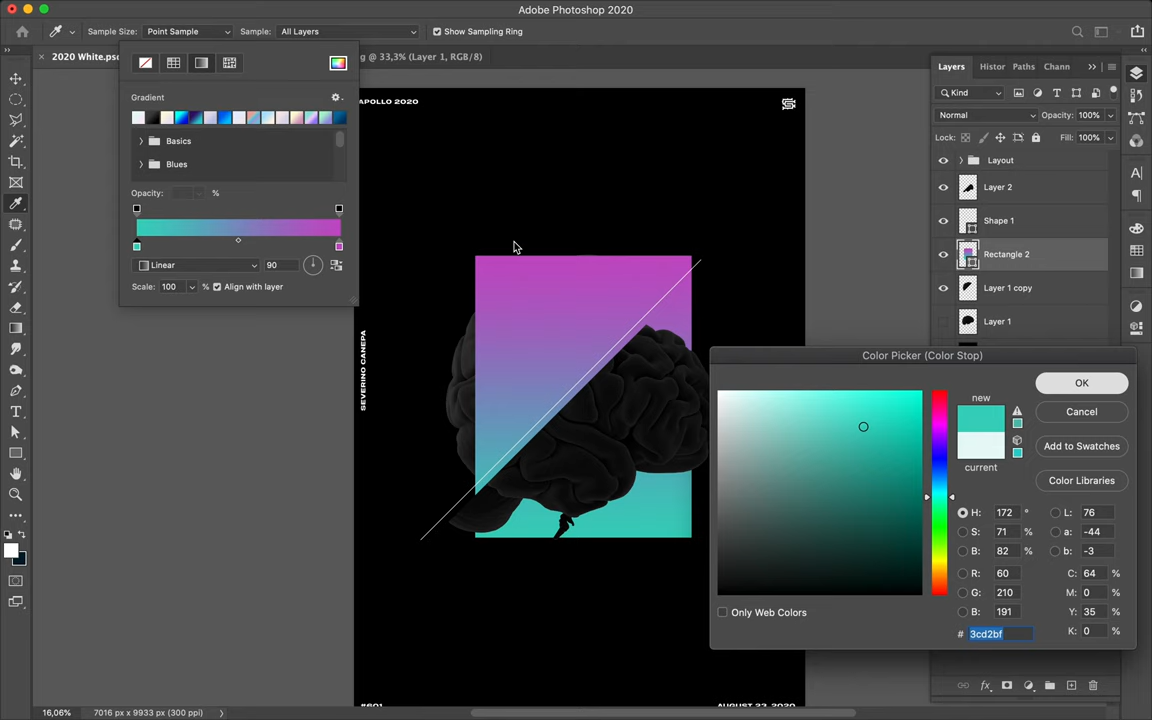 Adobe Photoshop 2020
Sample Size: Point Sample Sample: All Layers Show Sampling Ring
× 2020 White.ps g @ 33,3% (Layer 1, RGB/8)
Gradient
Basics
Blues
Opacity: %
Linear 90
Scale: 100 % Align with layer
APOLLO 2020
SEVERINO CANEPA
#601
AUGUST 23, 2020
Layers Histor Paths Chann
Kind
Normal Opacity: 100%
Lock: Fill: 100%
Layout
Layer 2
Shape 1
Rectangle 2
Layer 1 copy
Layer 1
Color Picker (Color Stop)
new
current
OK
Cancel
Add to Swatches
Color Libraries
H: 172 ° L: 76
S: 71 % a: -44
B: 82 % b: -3
R: 60 C: 64 %
G: 210 M: 0 %
B: 191 Y: 35 %
# 3cd2bf K: 0 %
Only Web Colors
16,06% 7016 px x 9933 px (300 ppi)